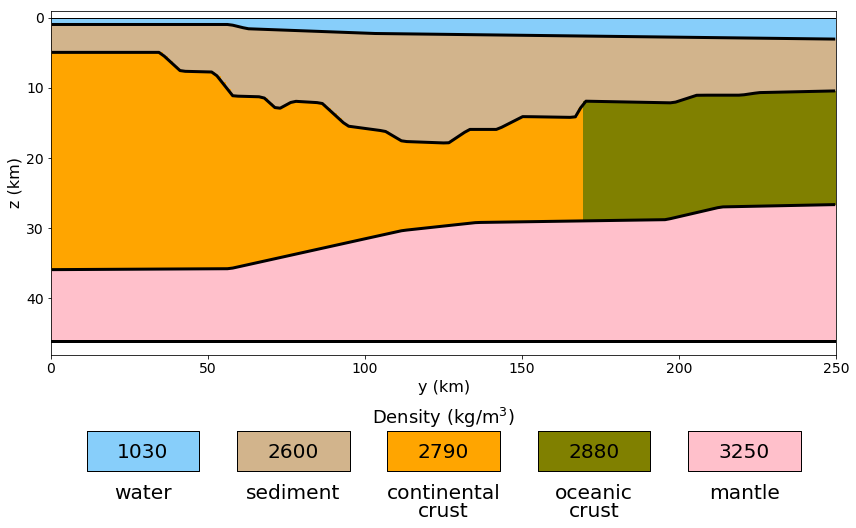 0
10
20
30
40
z (km)
0 50 100 150 200 250
y (km)
Density (kg/m³)
1030 2600 2790 2880 3250
water sediment continental crust oceanic crust mantle